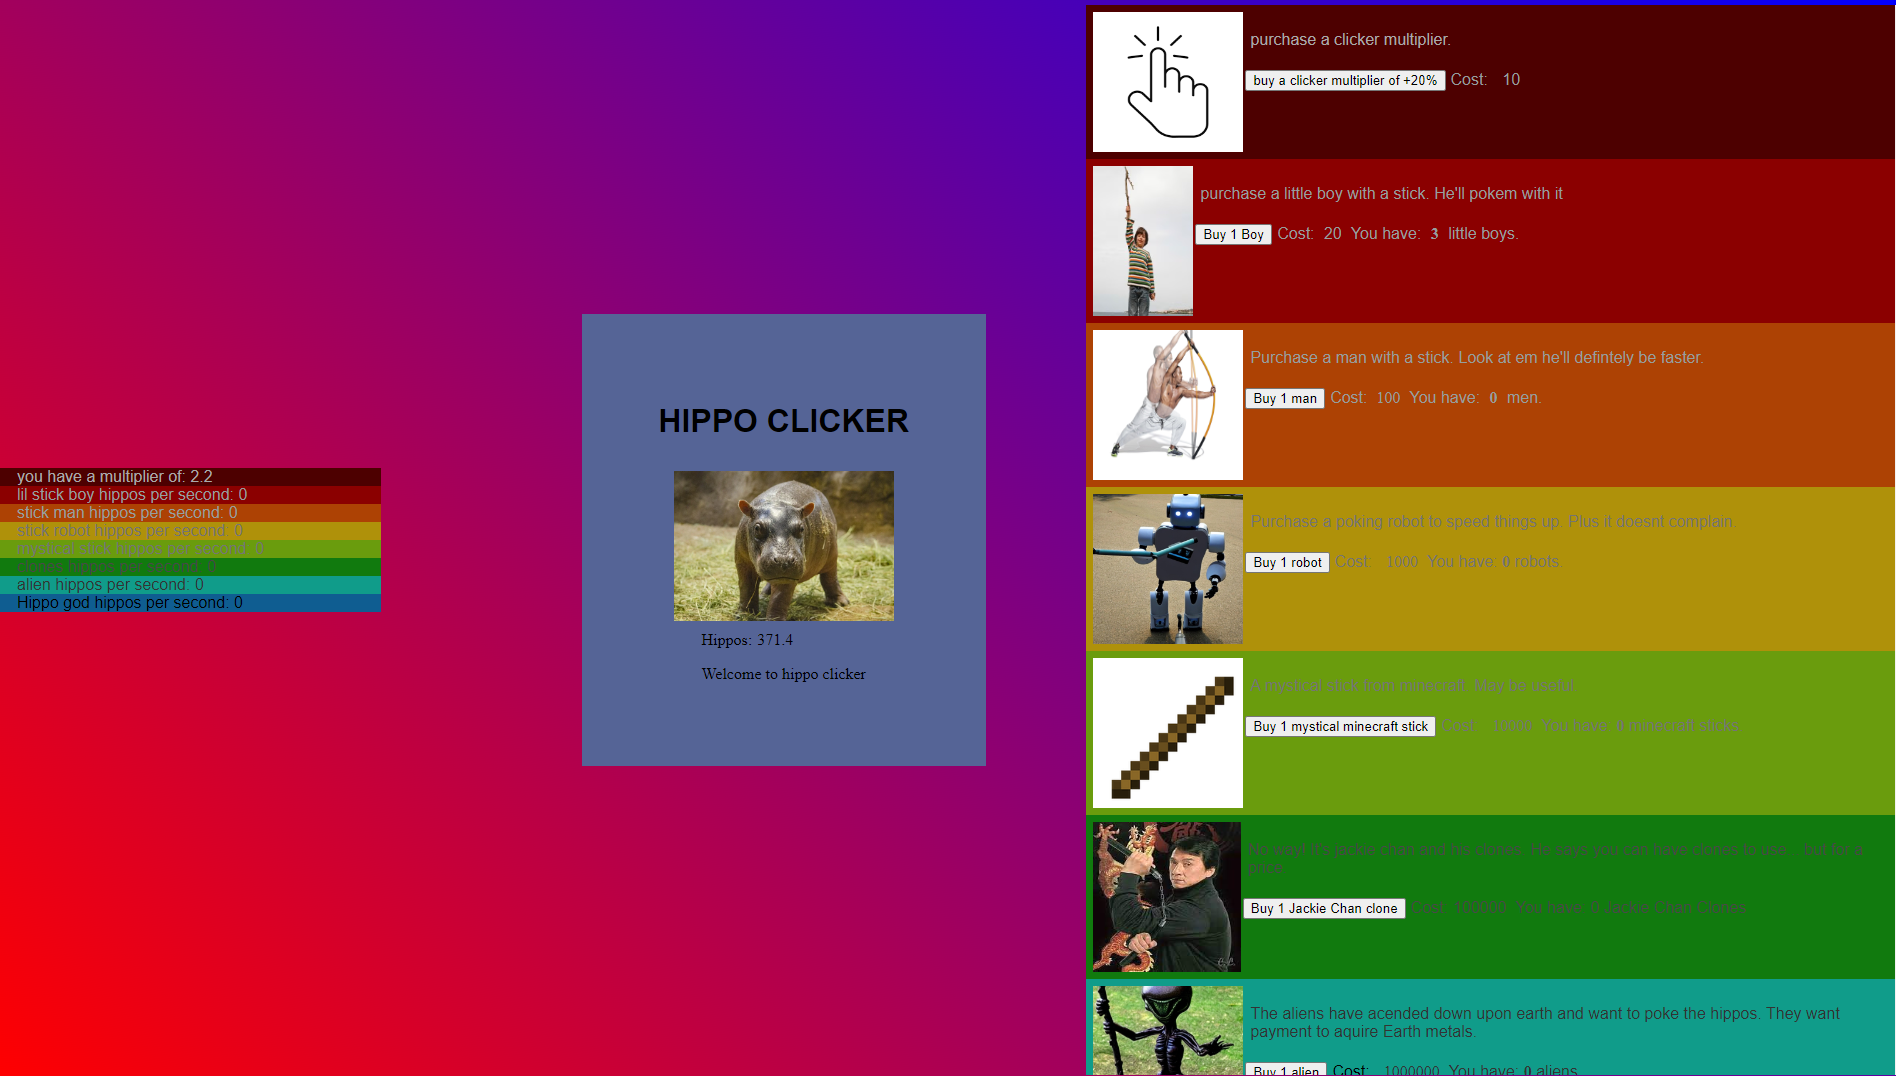 you have a multiplier of: 2.2
lil stick boy hippos per second: 0
stick man hippos per second: 0
stick robot hippos per second: 0
mystical stick hippos per second: 0
clones hippos per second: 0
alien hippos per second: 0
Hippo god hippos per second: 0
HIPPO CLICKER
Hippos: 371.4
Welcome to hippo clicker
purchase a clicker multiplier.
buy a clicker multiplier of +20% Cost: 10
purchase a little boy with a stick. He'll pokem with it
Buy 1 Boy Cost: 20 You have: 3 little boys.
Purchase a man with a stick. Look at em he'll defintely be faster.
Buy 1 man Cost: 100 You have: 0 men.
Purchase a poking robot to speed things up. Plus it doesnt complain.
Buy 1 robot Cost: 1000 You have: 0 robots.
A mystical stick from minecraft. May be useful
Buy 1 mystical minecraft stick Cost: 10000 You have: 0 minecraft sticks.
No way! It's jackie chan and his clones. He says you can have clones to use... but for a
price.
Buy 1 Jackie Chan clone Cost: 100000 You have: 0 Jackie Chan Clones.
The aliens have acended down upon earth and want to poke the hippos. They want
payment to aquire Earth metals.
Buy 1 alien Cost: 1000000 You have: 0 aliens